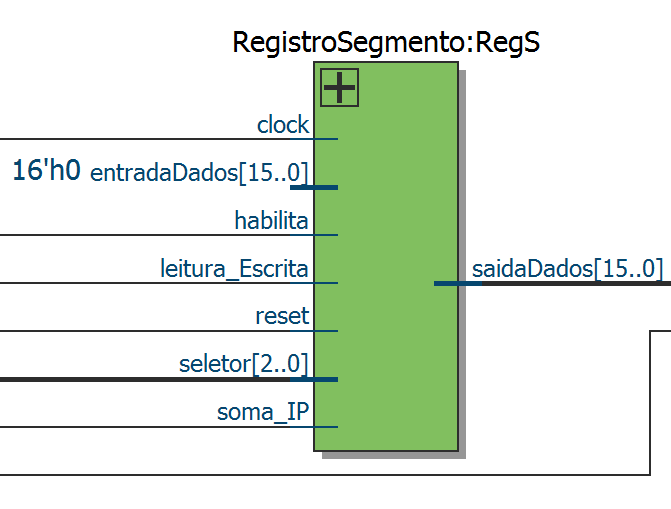 RegistroSegmento:RegS
clock
16'h0 entradaDados[15..0]
habilita
leitura_Escrita
saidaDados[15..0]
reset
seletor[2..0]
soma_IP